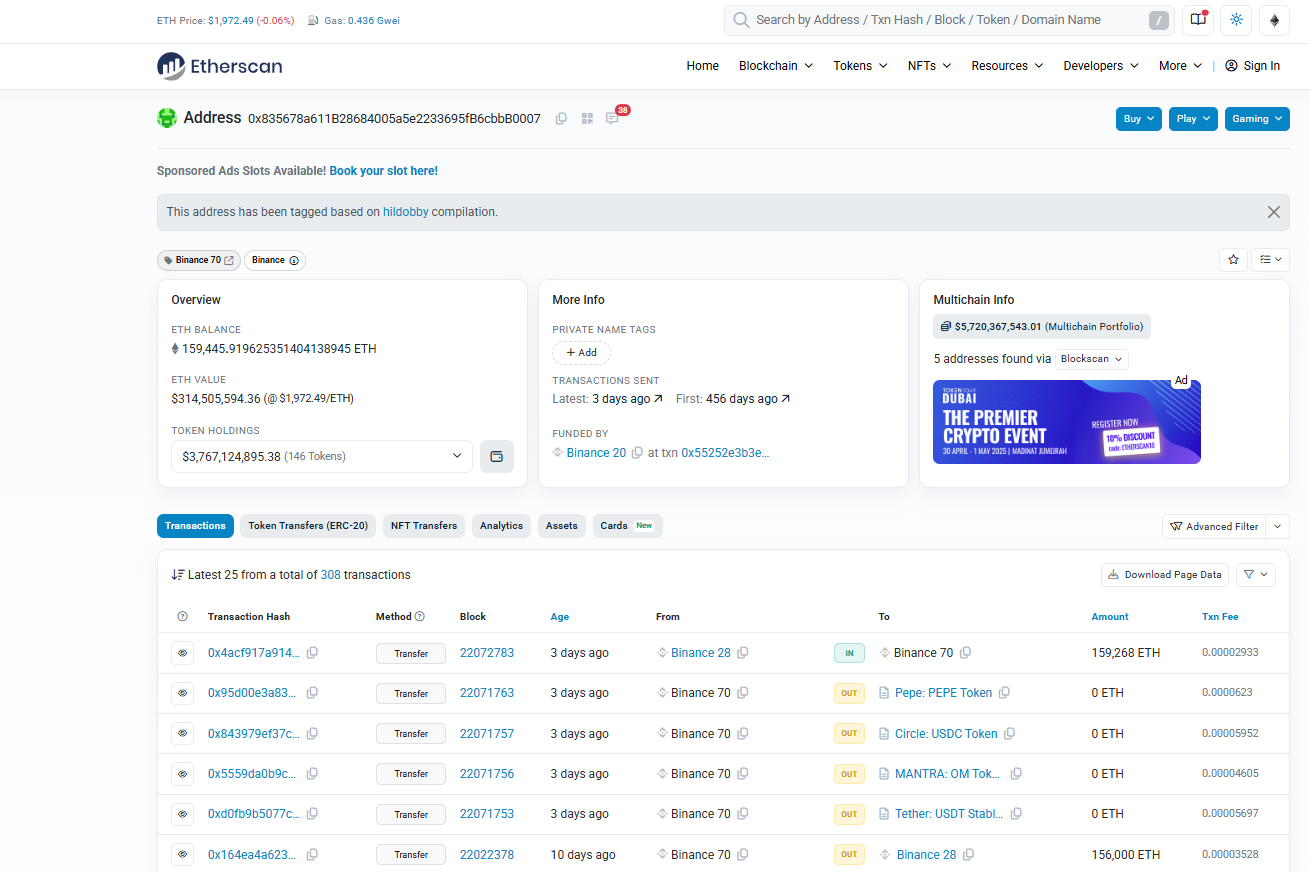 ETH Price: $1,972.49 (-0.06%) Gas: 0.436 Gwei
Search by Address / Txn Hash / Block / Token / Domain Name /
Etherscan
Home Blockchain Tokens NFTs Resources Developers More | Sign In
Address 0x835678a611B28684005a5e2233695fB6cbbB0007 38
Buy Play Gaming
Sponsored Ads Slots Available! Book your slot here!
This address has been tagged based on hildobby compilation.
Binance 70 Binance
Overview
ETH BALANCE
159,445.919625351404138945 ETH
ETH VALUE
$314,505,594.36 (@ $1,972.49/ETH)
TOKEN HOLDINGS
$3,767,124,895.38 (146 Tokens)
More Info
PRIVATE NAME TAGS
+ Add
TRANSACTIONS SENT
Latest: 3 days ago First: 456 days ago
FUNDED BY
Binance 20 at txn 0x55252e3b3e...
Multichain Info
$5,720,367,543.01 (Multichain Portfolio)
5 addresses found via Blockscan
Ad
TOKEN2049
DUBAI
THE PREMIER
CRYPTO EVENT
30 APRIL - 1 MAY 2025 | MADINAT JUMEIRAH
REGISTER NOW
10% DISCOUNT
code: ETHERSCAN10
Transactions Token Transfers (ERC-20) NFT Transfers Analytics Assets Cards New
Advanced Filter
Latest 25 from a total of 308 transactions
Download Page Data
Transaction Hash Method Block Age From To Amount Txn Fee
0x4acf917a914... Transfer 22072783 3 days ago Binance 28 IN Binance 70 159,268 ETH 0.00002933
0x95d00e3a83... Transfer 22071763 3 days ago Binance 70 OUT Pepe: PEPE Token 0 ETH 0.0000623
0x843979ef37c... Transfer 22071757 3 days ago Binance 70 OUT Circle: USDC Token 0 ETH 0.00005952
0x5559da0b9c... Transfer 22071756 3 days ago Binance 70 OUT MANTRA: OM Tok... 0 ETH 0.00004605
0xd0fb9b5077c... Transfer 22071753 3 days ago Binance 70 OUT Tether: USDT Stabl... 0 ETH 0.00005697
0x164ea4a623... Transfer 22022378 10 days ago Binance 70 OUT Binance 28 156,000 ETH 0.00003528